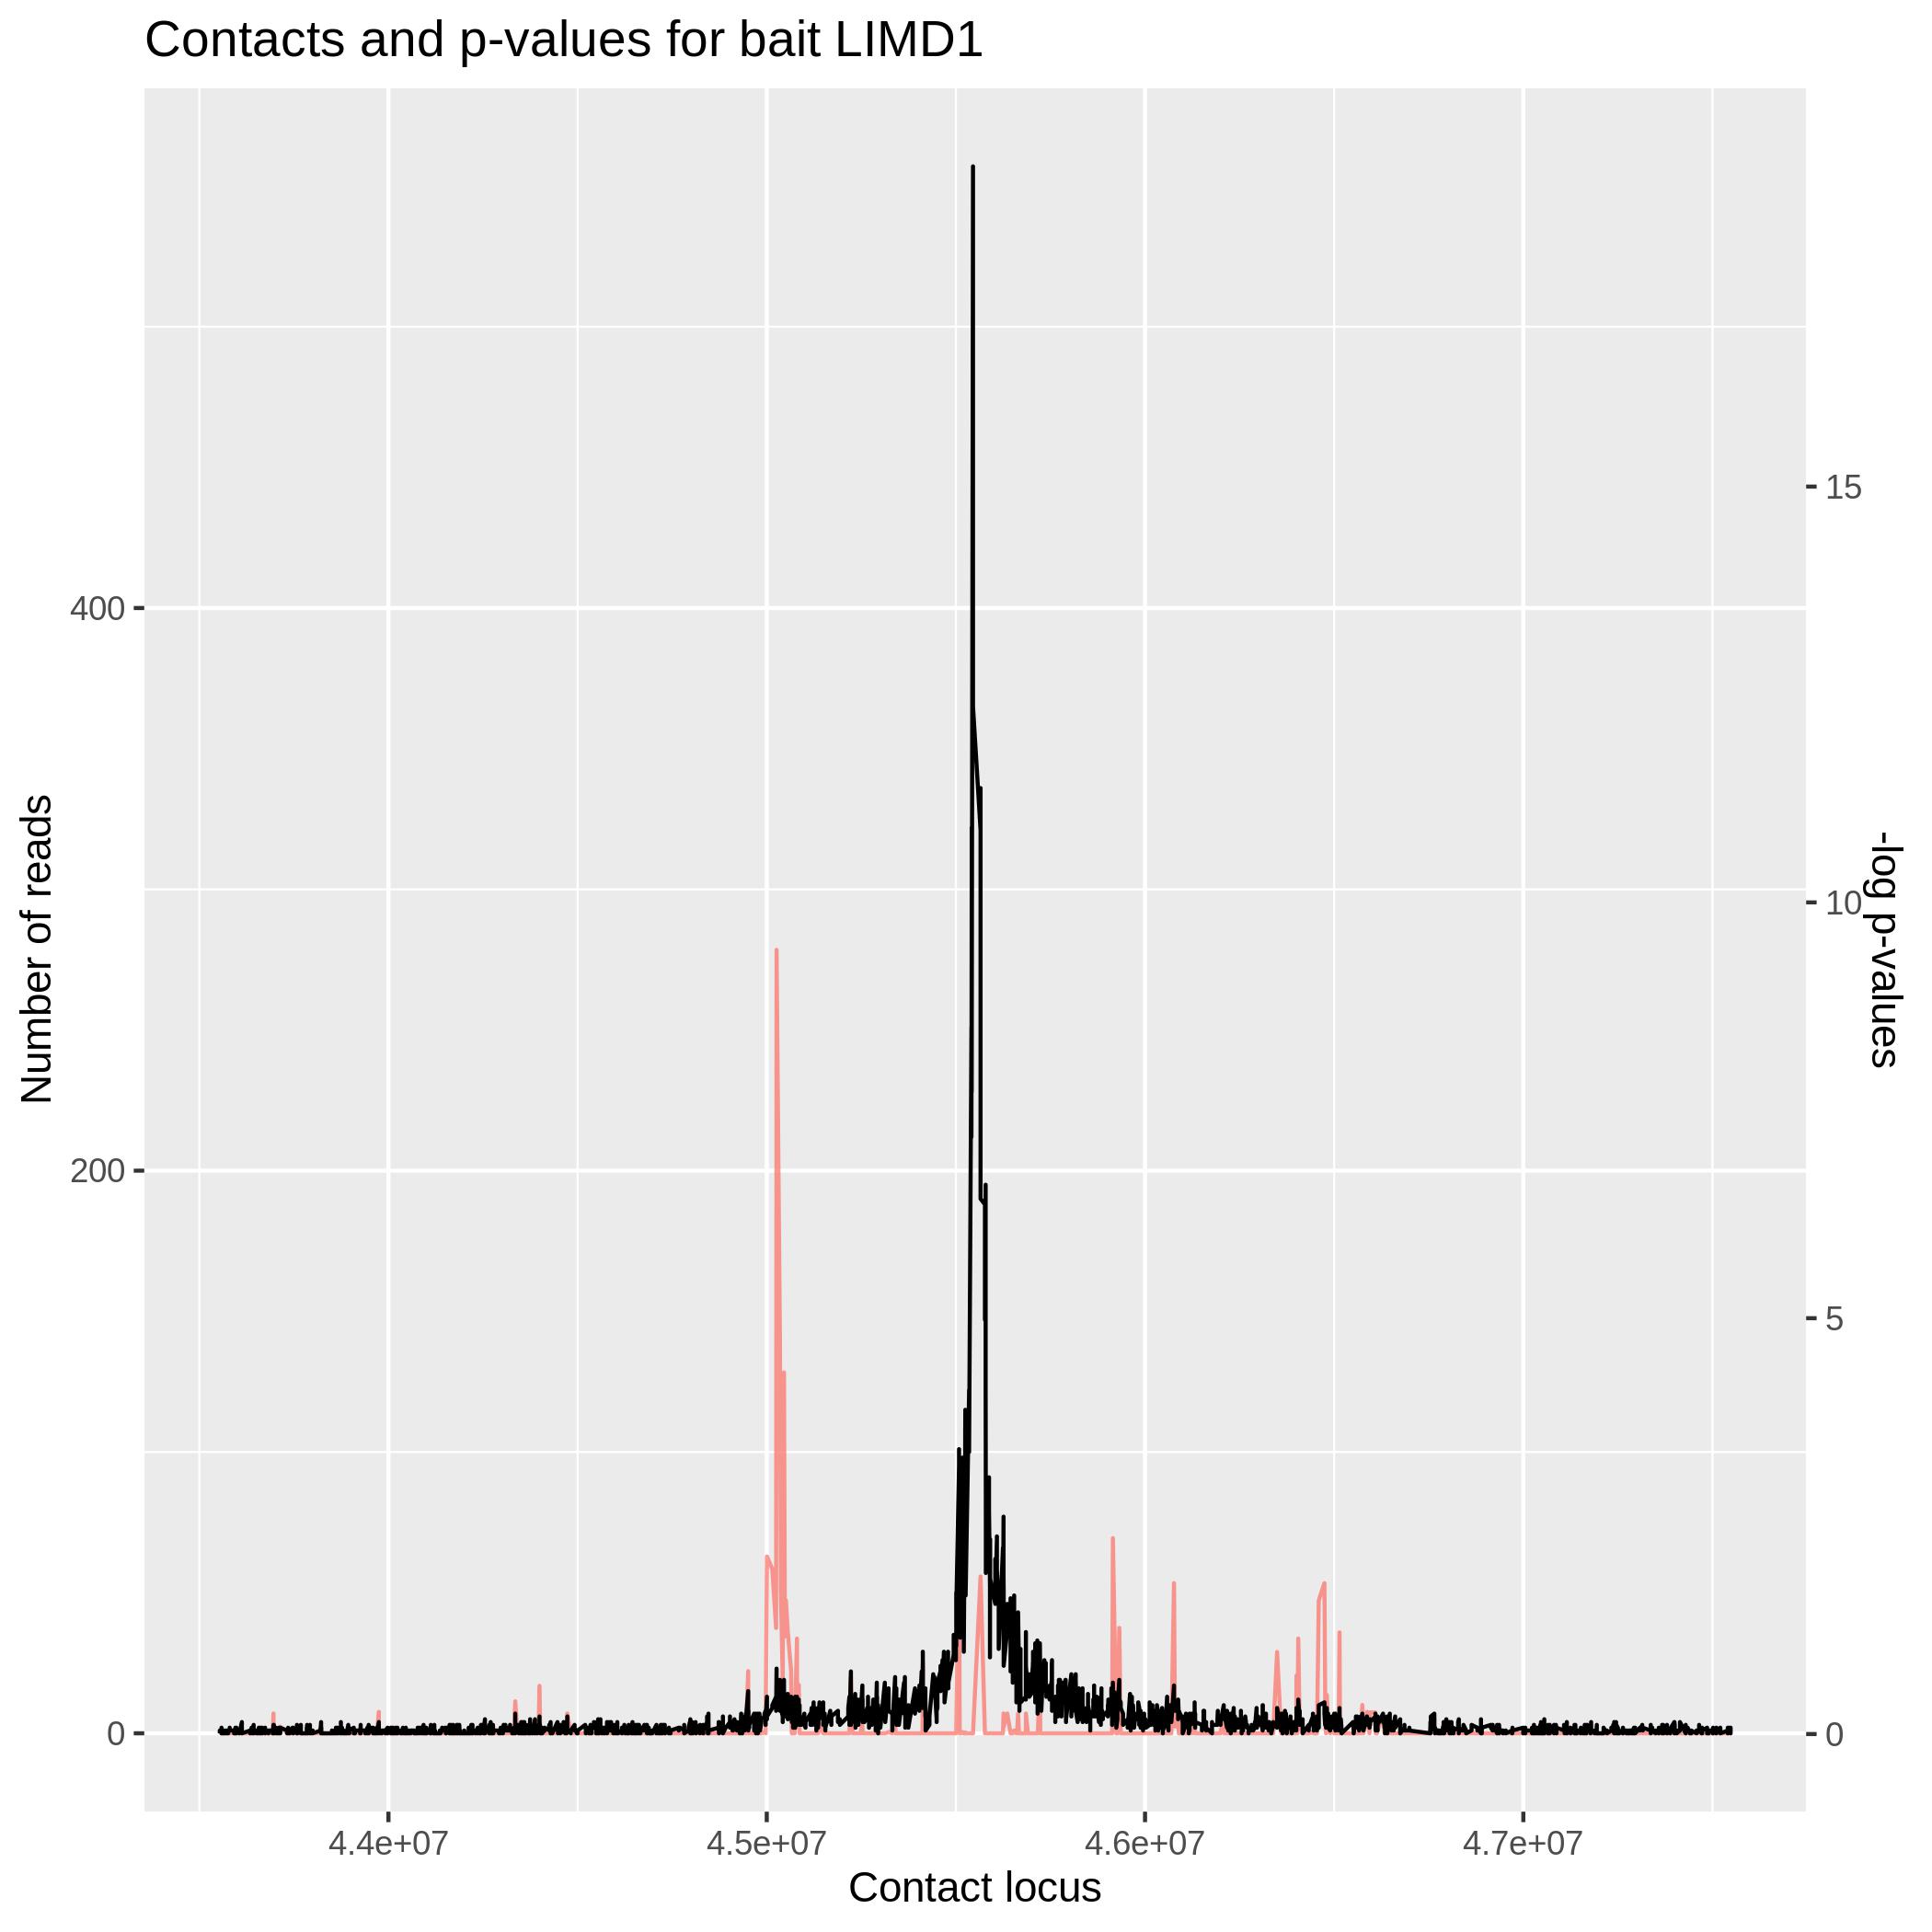 Contacts and p-values for bait LIMD1
Number of reads
400
200
0
15
10
5
0
-log p-values
4.4e+07 4.5e+07 4.6e+07 4.7e+07
Contact locus